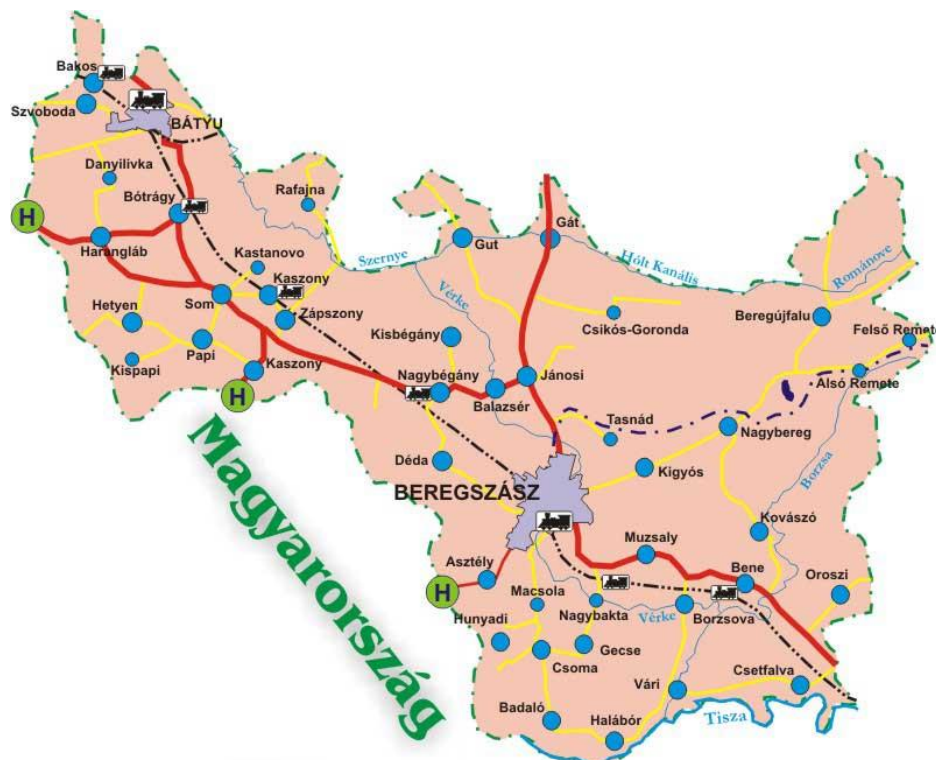 Bakos
Szvoboda
BÁTYU
Danyilivka
Bótrágy
Rafajna
H
Harangláb
Gut
Gát
Szernye
Hólt Kanális
Románove
Kastanovo
Kaszony
Vérke
Hetyen
Som
Zápszony
Kisbégány
Csikós-Goronda
Beregújfalu
Felső Remete
Papi
Kispapi
Kaszony
H
Nagybégány
Balazsér
Jánosi
Alsó Remete
Tasnád
Nagybereg
Magyarország
Déda
Kigyós
Borzsa
BEREGSZÁSZ
Kovászó
Muzsaly
Asztély
Bene
Oroszi
H
Macsola
Hunyadi
Nagybakta
Vérke
Borzsova
Csoma
Gecse
Vári
Csetfalva
Badaló
Halábór
Tisza